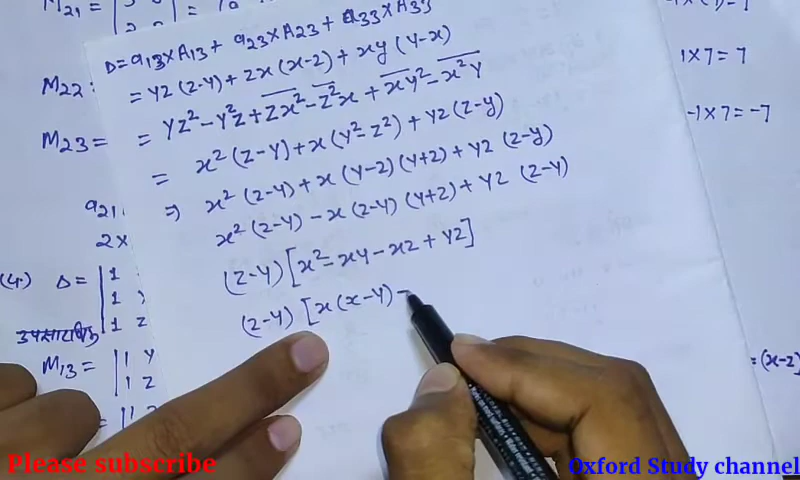 M21 =
Δ = a13 x A13 + a23 x A23 + a33 x A33
M22 :
= yz (z-y) + zx (x-z) + xy (y-x)
M23 =
= yz² - y²z + zx² - z²x + xy² - x²y
= x² (z-y) + x (y² - z²) + yz (z-y)
a21
⇒ x² (z-y) + x (y-z) (y+z) + yz (z-y)
2x
x² (z-y) - x (z-y) (y+z) + yz (z-y)
(z-y) [x² - xy - xz + yz]
(z-y) [x (x-y) -
(4.) Δ = | 1
| 1
| 1 z
M13 = | 1 y
| 1 z
1 x 7 = 7
-1 x 7 = -7
= (x-z)
Please subscribe
Oxford Study channel